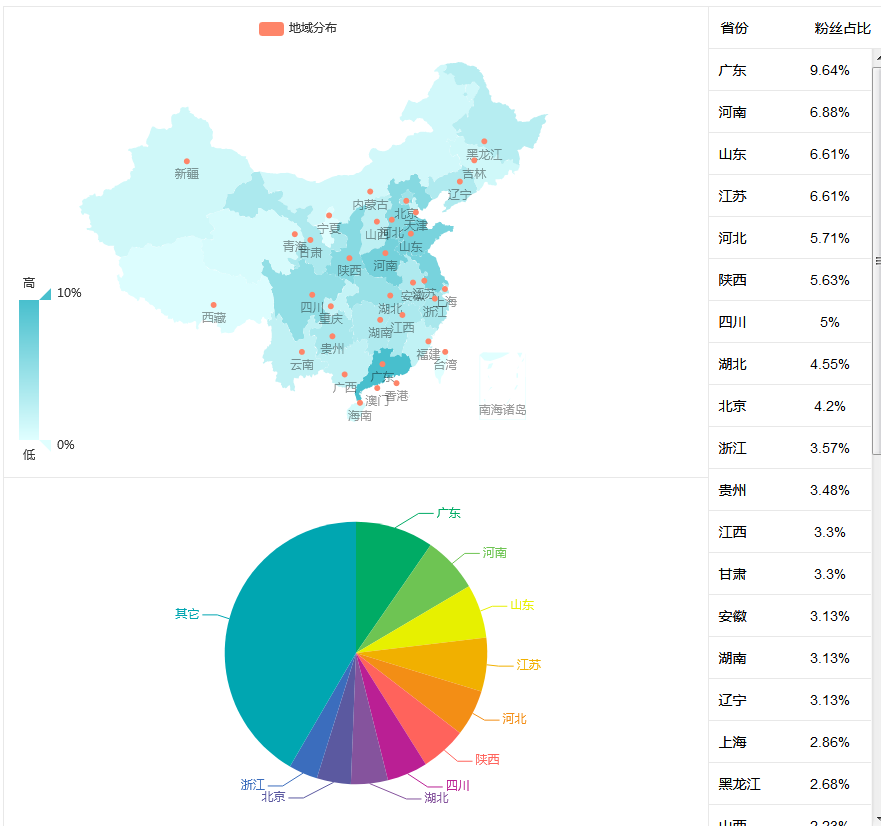 地域分布
黑龙江
吉林
新疆
辽宁
内蒙古
北京
宁夏
天津
山西
河北
青海
山东
甘肃
河南
陕西
高
10%
安徽
江苏
上海
四川
湖北
浙江
西藏
重庆
江西
湖南
贵州
福建
云南
台湾
广东
广西
香港
澳门
南海诸岛
海南
0%
低
广东
河南
其它
山东
江苏
河北
陕西
浙江
四川
北京
湖北
省份 粉丝占比
广东 9.64%
河南 6.88%
山东 6.61%
江苏 6.61%
河北 5.71%
陕西 5.63%
四川 5%
湖北 4.55%
北京 4.2%
浙江 3.57%
贵州 3.48%
江西 3.3%
甘肃 3.3%
安徽 3.13%
湖南 3.13%
辽宁 3.13%
上海 2.86%
黑龙江 2.68%
山西 2.23%